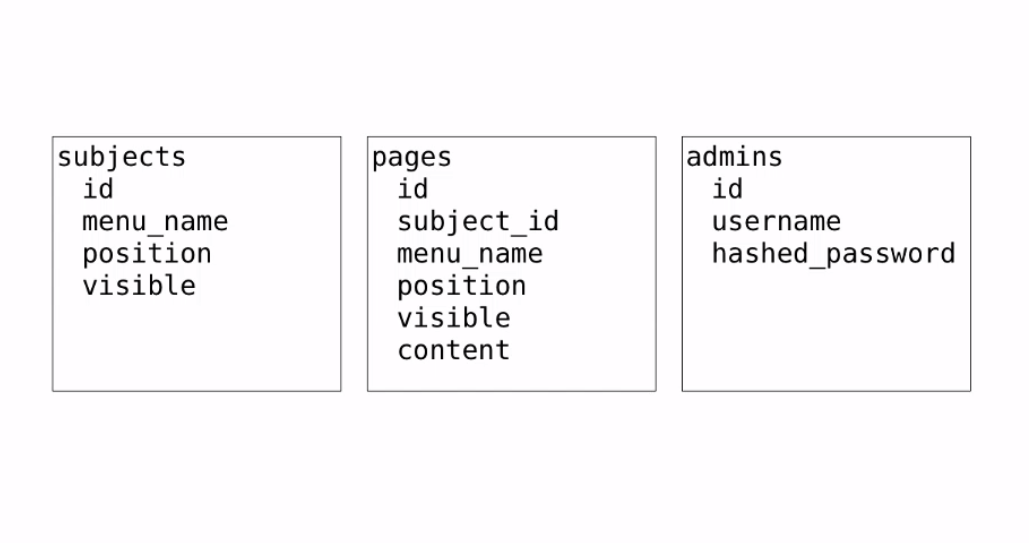 subjects
id
menu_name
position
visible
pages
id
subject_id
menu_name
position
visible
content
admins
id
username
hashed_password